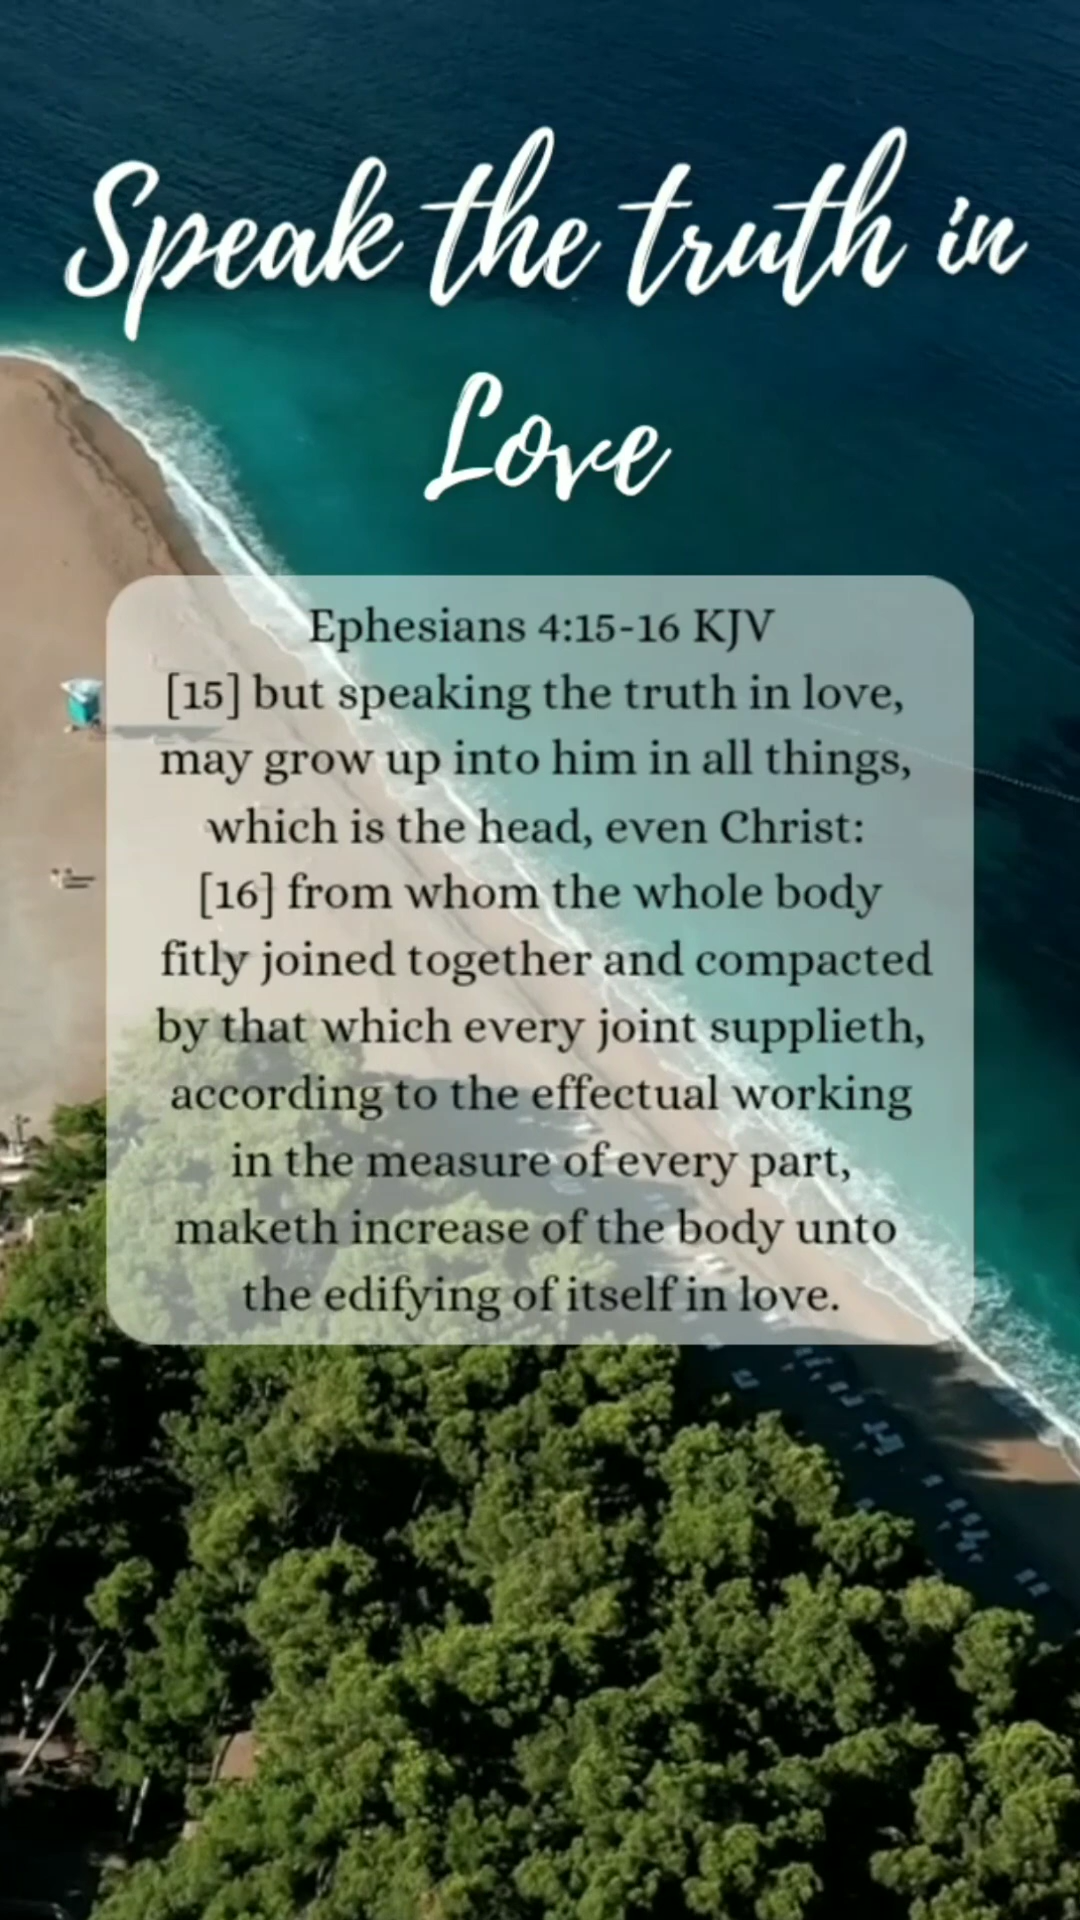 Speak the truth in
Love
Ephesians 4:15-16 KJV
[15] but speaking the truth in love,
may grow up into him in all things,
which is the head, even Christ:
[16] from whom the whole body
fitly joined together and compacted
by that which every joint supplieth,
according to the effectual working
in the measure of every part,
maketh increase of the body unto
the edifying of itself in love.